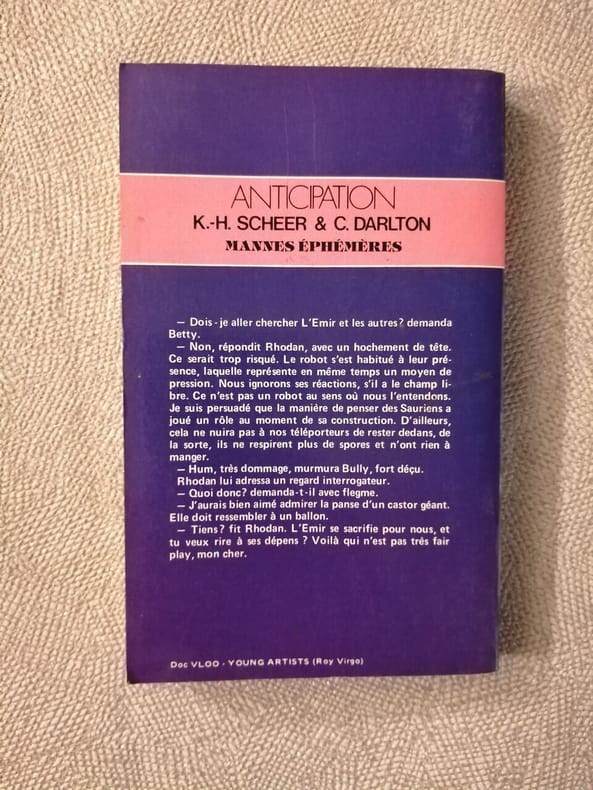 ANTICIPATION
K.-H. SCHEER & C. DARLTON
MANNES ÉPHÉMÈRES
— Dois-je aller chercher L'Emir et les autres? demanda
Betty.
— Non, répondit Rhodan, avec un hochement de tête.
Ce serait trop risqué. Le robot s'est habitué à leur pré-
sence, laquelle représente en même temps un moyen de
pression. Nous ignorons ses réactions, s'il a le champ li-
bre. Ce n'est pas un robot au sens où nous l'entendons.
Je suis persuadé que la manière de penser des Sauriens a
joué un rôle au moment de sa construction. D'ailleurs,
cela ne nuira pas à nos téléporteurs de rester dedans, de
la sorte, ils ne respirent plus de spores et n'ont rien à
manger.
— Hum, très dommage, murmura Bully, fort déçu.
Rhodan lui adressa un regard interrogateur.
— Quoi donc? demanda-t-il avec flegme.
— J'aurais bien aimé admirer la panse d'un castor géant.
Elle doit ressembler à un ballon.
— Tiens? fit Rhodan. L'Emir se sacrifie pour nous, et
tu veux rire à ses dépens ? Voilà qui n'est pas trés fair
play, mon cher.
Doc VLOO - YOUNG ARTISTS (Roy Virgo)